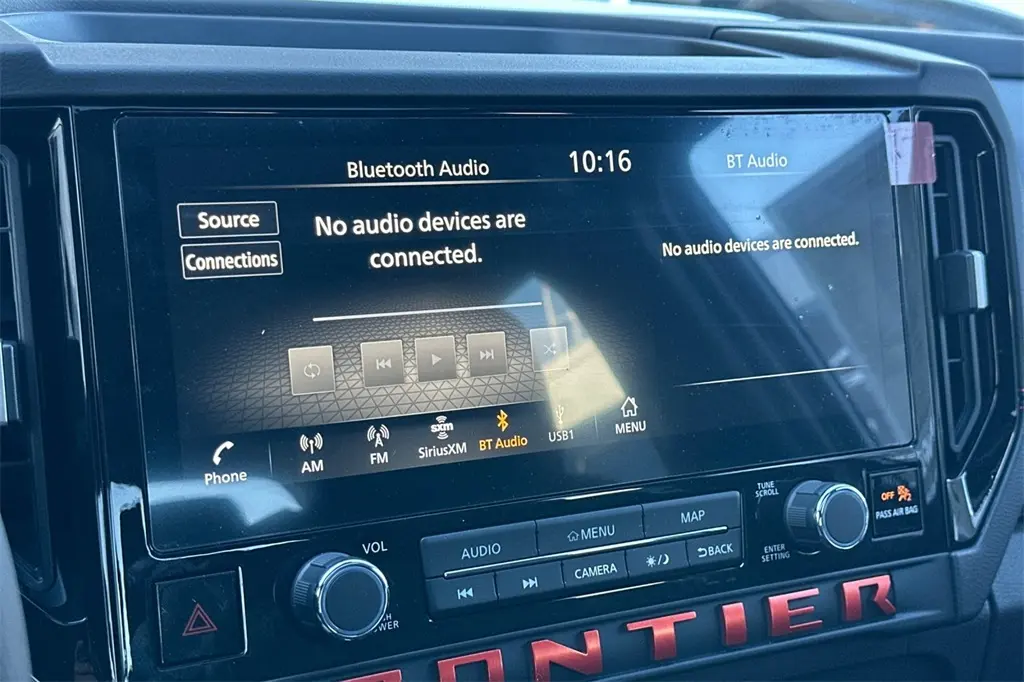 Bluetooth Audio
10:16
BT Audio
Source
Connections
No audio devices are
connected.
No audio devices are connected.
Phone
AM
FM
sxm
SiriusXM
BT Audio
USB1
MENU
VOL
AUDIO
MENU
MAP
CAMERA
BACK
TUNE
SCROLL
ENTER
SETTING
OFF
PASS AIR BAG
ONTIER